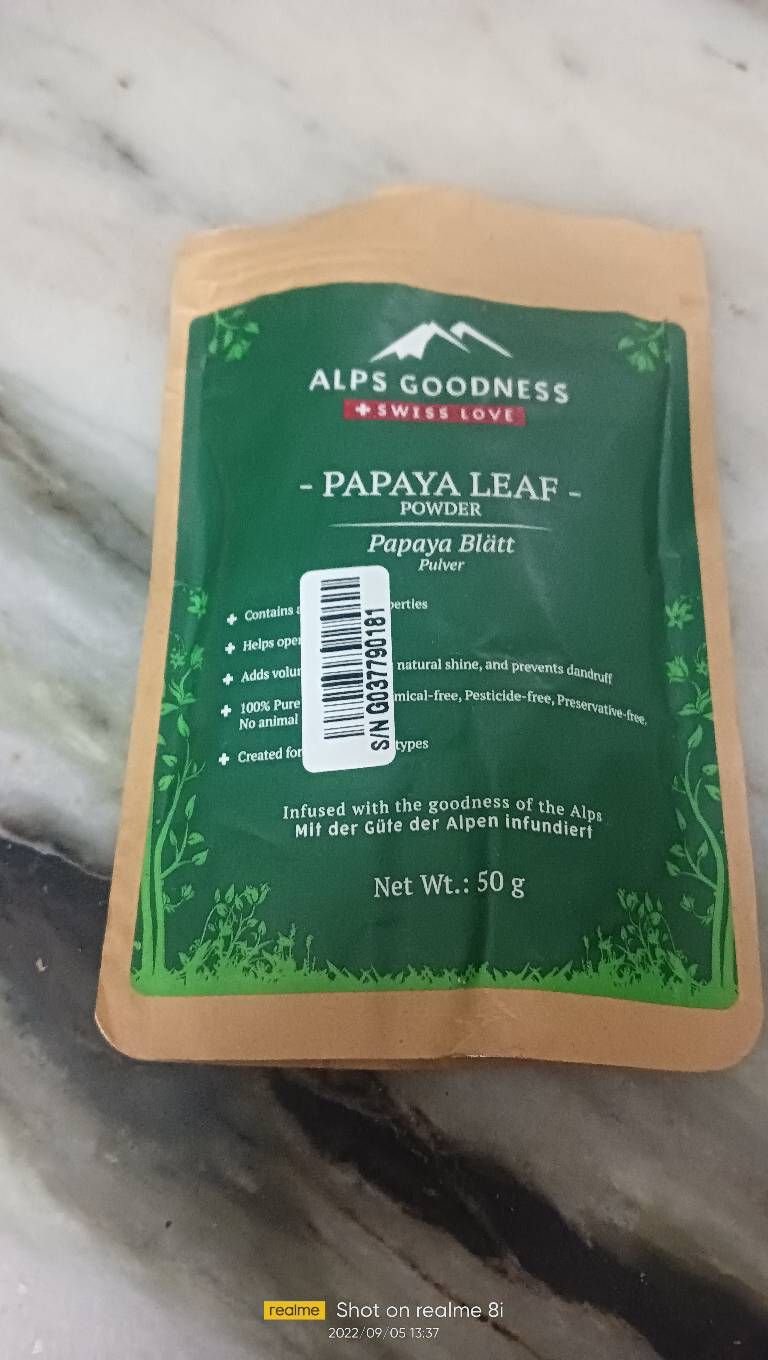 ALPS GOODNESS
SWISS LOVE
- PAPAYA LEAF -
POWDER
Papaya Blätt
Pulver
Contains
perties
Helps
Adds
natural shine, and prevents dandruff
100% Pure
mical-free, Pesticide-free, Preservative-free,
No animal
Created for
types
S/N G037790181
Infused with the goodness of the Alps
Mit der Güte der Alpen infundiert
Net Wt.: 50 g
realme Shot on realme 8i
2022/09/05 13:37